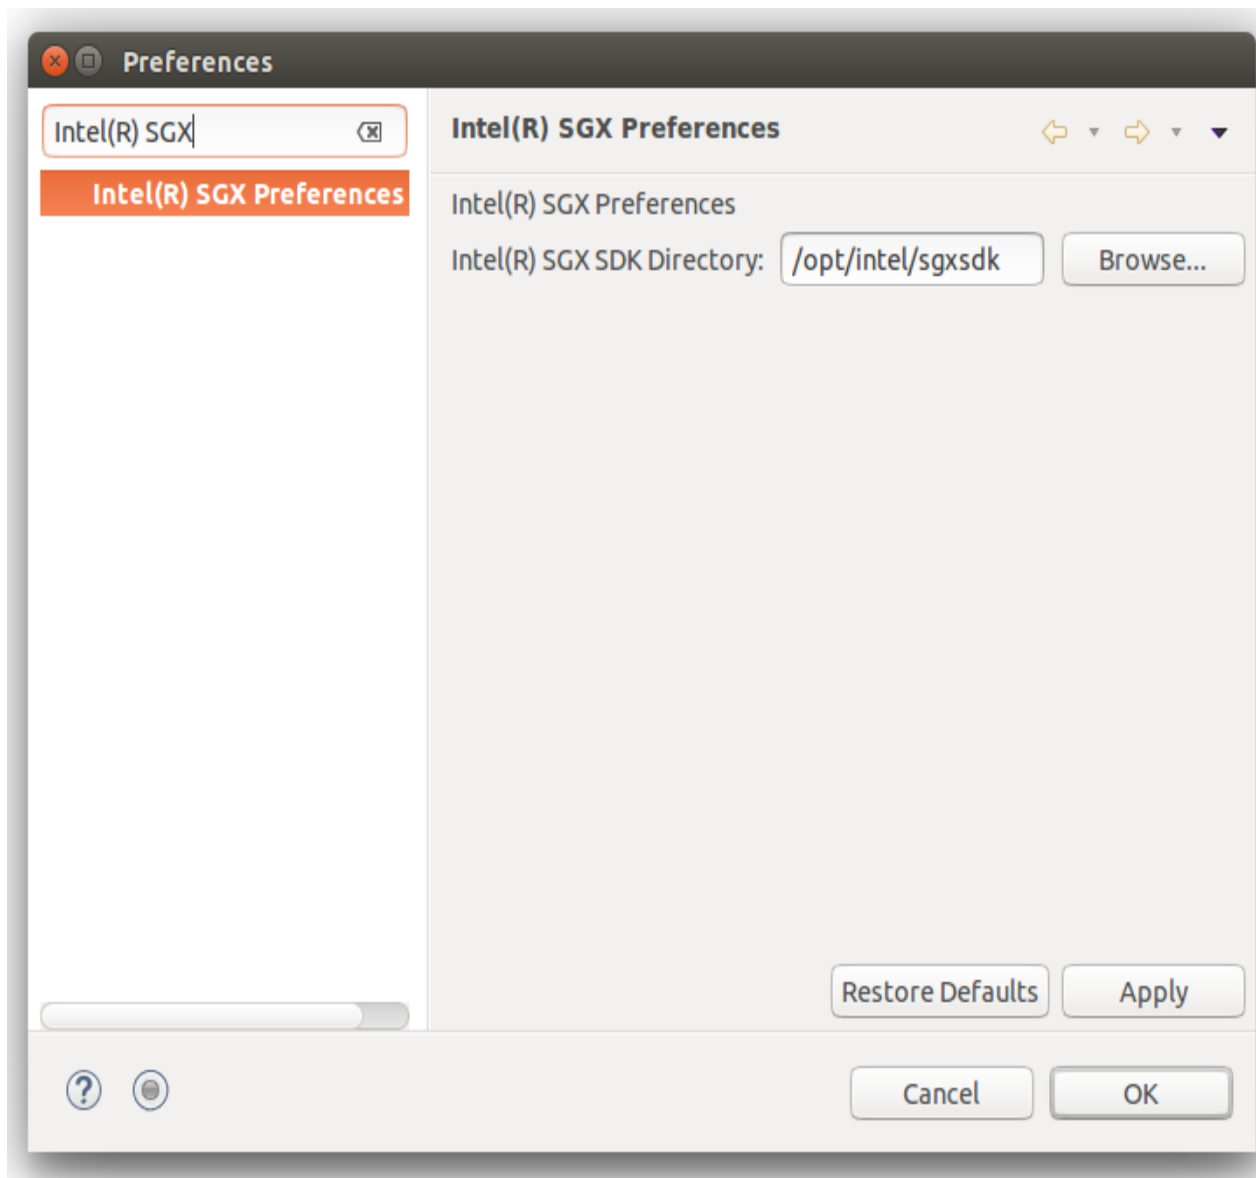 Preferences
Intel(R) SGX
Intel(R) SGX Preferences
Intel(R) SGX Preferences
Intel(R) SGX Preferences
Intel(R) SGX SDK Directory: /opt/intel/sgxsdk Browse...
Restore Defaults Apply
? Cancel OK